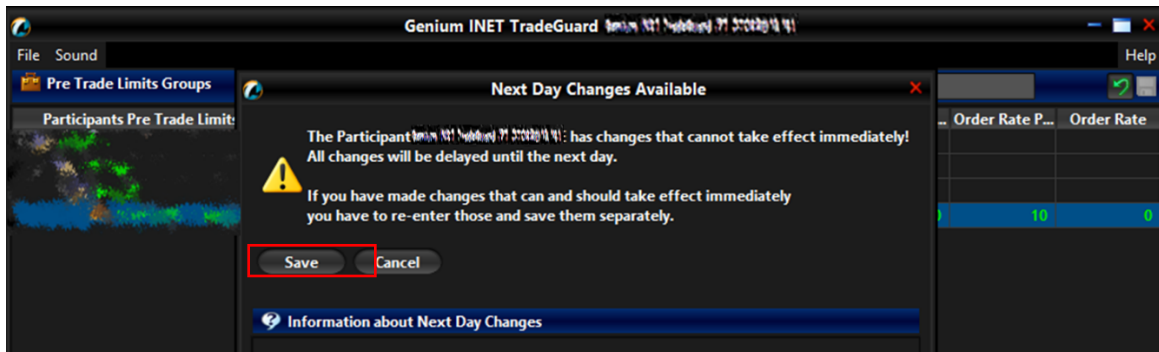 Genium INET TradeGuard
File Sound Help
Pre Trade Limits Groups
Next Day Changes Available
Participants Pre Trade Limit
.. Order Rate P... Order Rate
The Participant has changes that cannot take effect immediately!
All changes will be delayed until the next day.
If you have made changes that can and should take effect immediately
you have to re-enter those and save them separately.
10 0
Save Cancel
Information about Next Day Changes